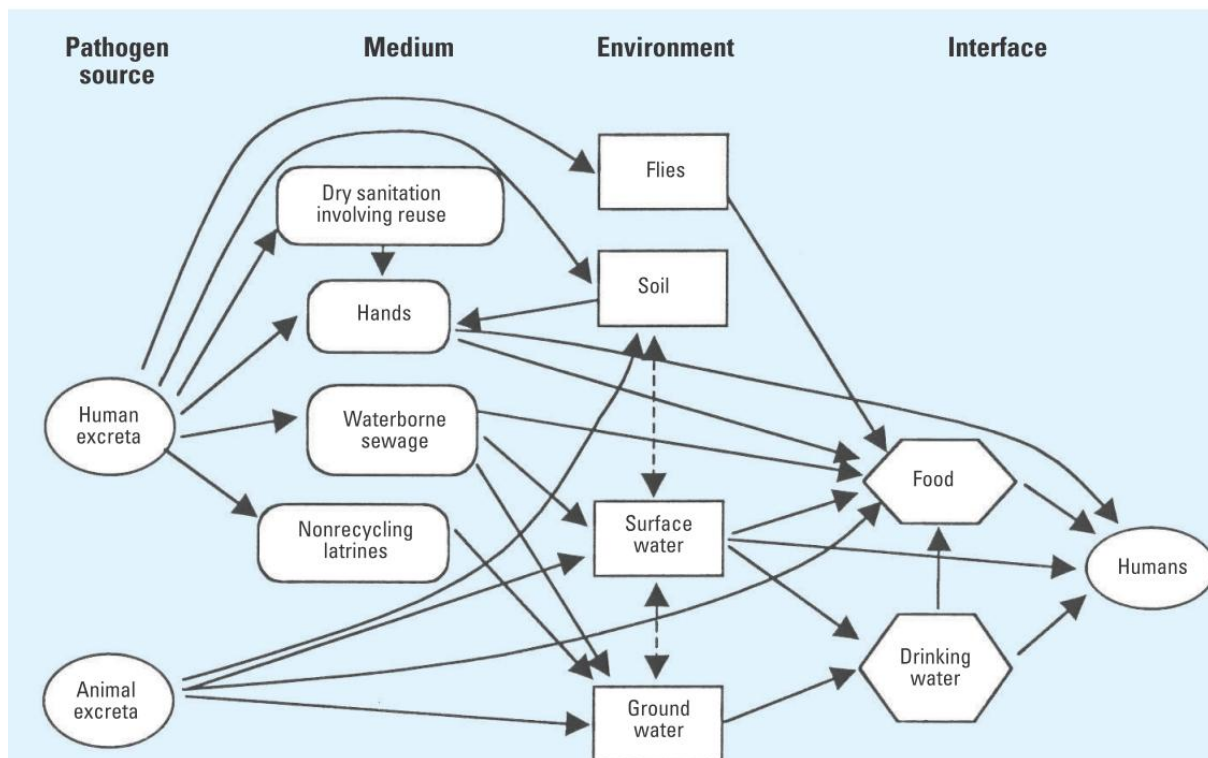 Pathogen
source
Medium
Environment
Interface
Flies
Dry sanitation
involving reuse
Soil
Hands
Human
excreta
Waterborne
sewage
Food
Nonrecycling
latrines
Surface
water
Humans
Animal
excreta
Ground
water
Drinking
water